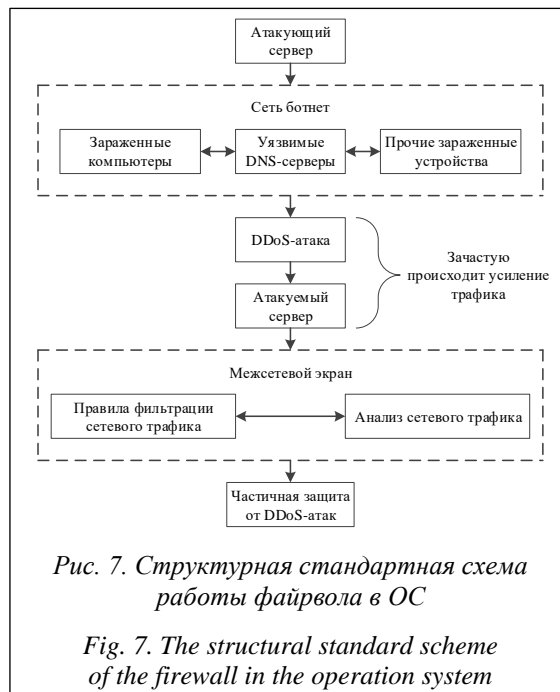 Атакующий
сервер
Сеть ботнет
Зараженные
компьютеры
Уязвимые
DNS-серверы
Прочие зараженные
устройства
DDoS-атака
Атакуемый
сервер
Зачастую
происходит усиление
трафика
Межсетевой экран
Правила фильтрации
сетевого трафика
Анализ сетевого трафика
Частичная защита
от DDoS-атак
Рис. 7. Структурная стандартная схема
работы файрвола в ОС
Fig. 7. The structural standard scheme
of the firewall in the operation system